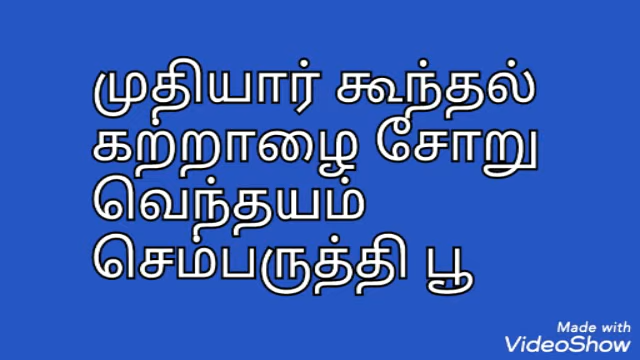 முதியார் கூந்தல்
கற்றாழை சோறு
வெந்தயம்
செம்பருத்தி பூ
Made with
VideoShow